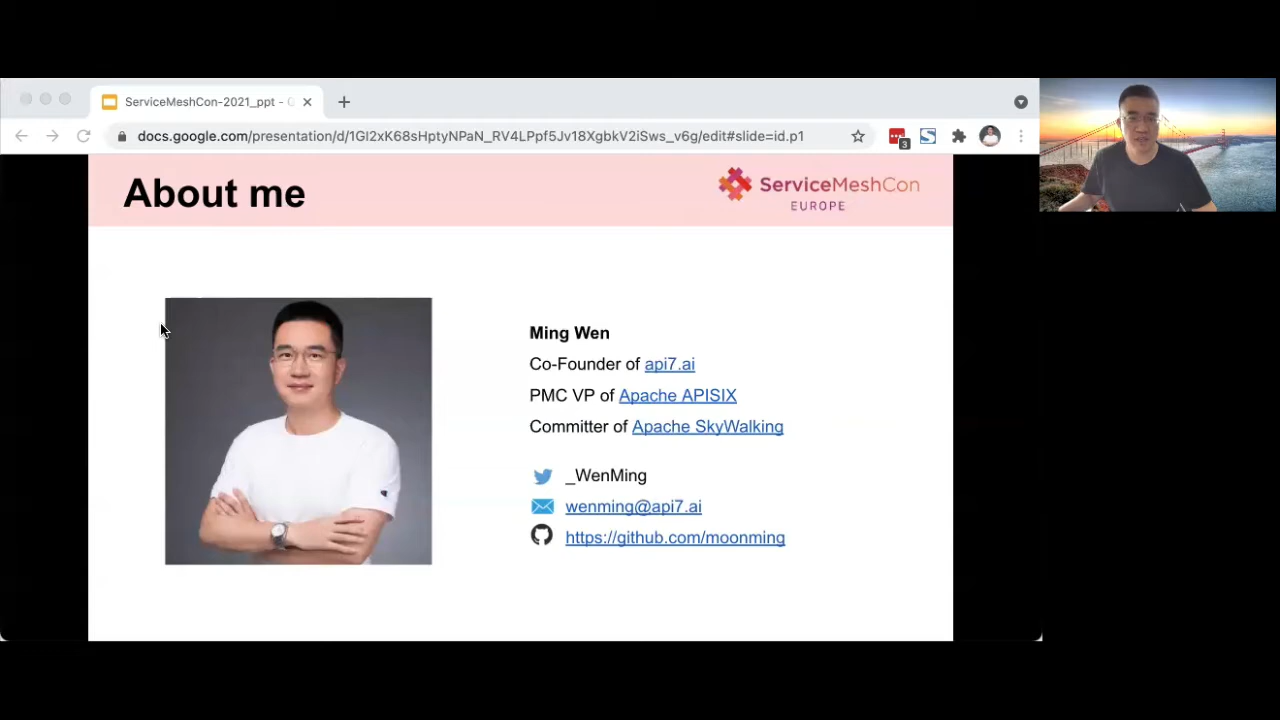 ServiceMeshCon-2021_ppt - G
docs.google.com/presentation/d/1Gl2xK68sHptyNPaN_RV4LPpf5Jv18XgbkV2iSws_v6g/edit#slide=id.p1
3
About me
ServiceMeshCon
EUROPE
Ming Wen
Co-Founder of api7.ai
PMC VP of Apache APISIX
Committer of Apache SkyWalking
_WenMing
wenming@api7.ai
https://github.com/moonming